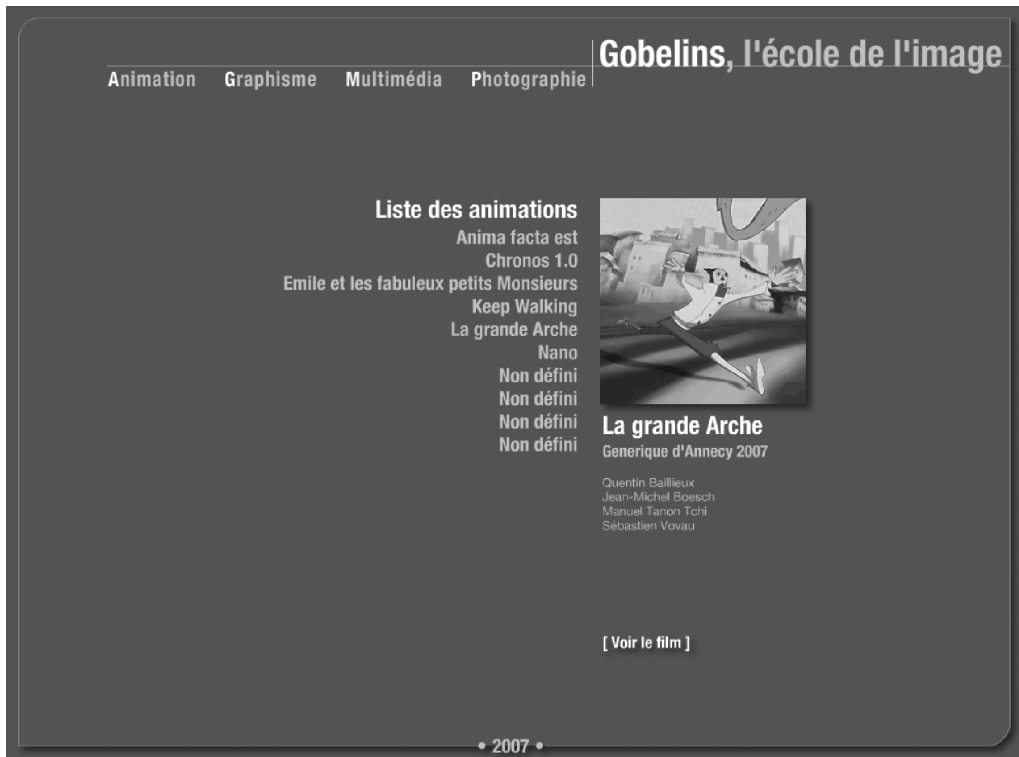 Gobelins, l'école de l'image
Animation Graphisme Multimédia Photographie
Liste des animations
Anima facta est
Chronos 1.0
Emile et les fabuleux petits Monsieurs
Keep Walking
La grande Arche
Nano
Non défini
Non défini
Non défini
Non défini
La grande Arche
Generique d'Annecy 2007
Quentin Baillieux
Jean-Michel Boesch
Manuel Tanon Tchi
Sébastien Vovau
[ Voir le film ]
• 2007 •